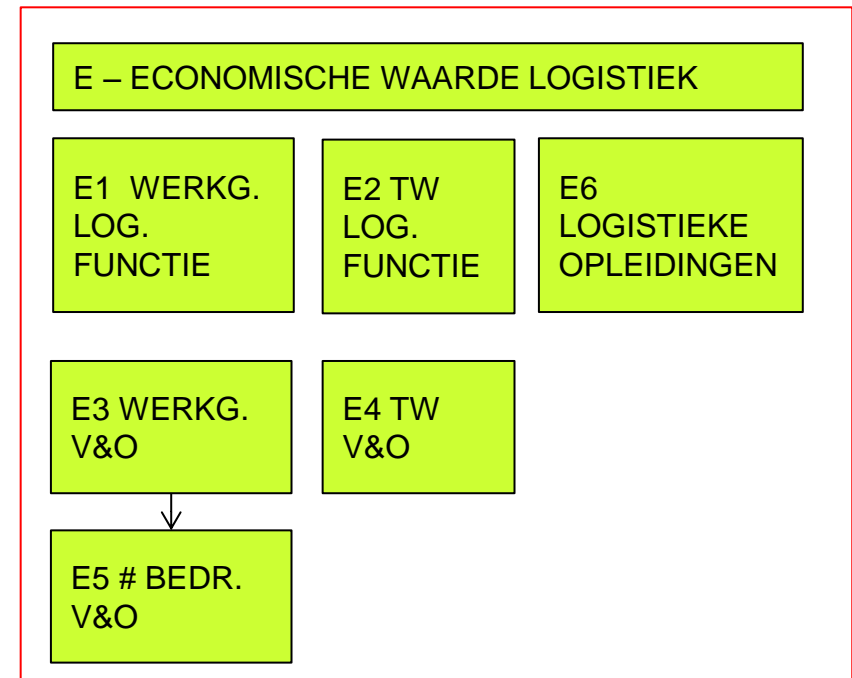 E – ECONOMISCHE WAARDE LOGISTIEK
E1 WERKG.
LOG.
FUNCTIE
E2 TW
LOG.
FUNCTIE
E6
LOGISTIEKE
OPLEIDINGEN
E3 WERKG.
V&O
E4 TW
V&O
E5 # BEDR.
V&O